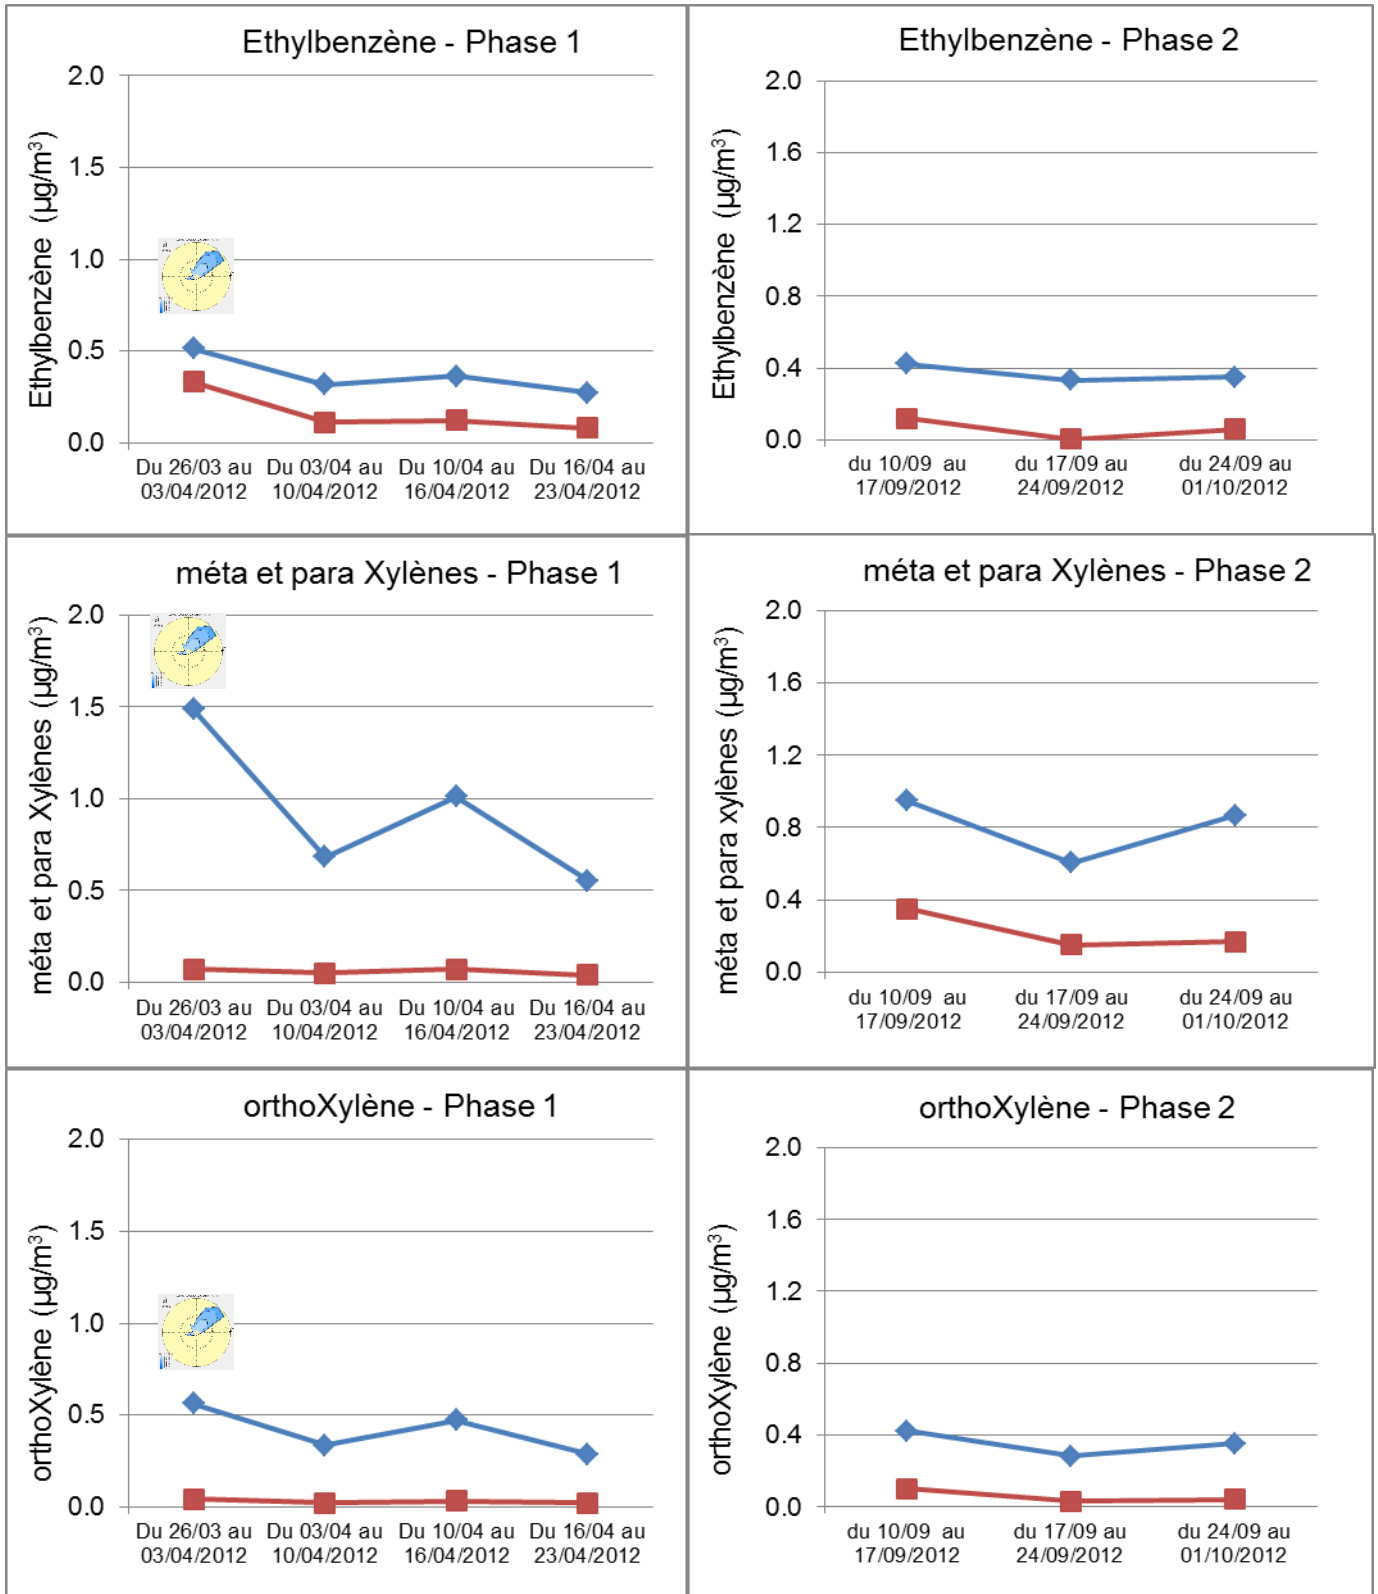 Ethylbenzène - Phase 1
Ethylbenzène (µg/m³)
2.0
1.5
1.0
0.5
0.0
Du 26/03 au Du 03/04 au Du 10/04 au Du 16/04 au
03/04/2012 10/04/2012 16/04/2012 23/04/2012
Ethylbenzène - Phase 2
Ethylbenzène (µg/m³)
2.0
1.6
1.2
0.8
0.4
0.0
du 10/09 au du 17/09 au du 24/09 au
17/09/2012 24/09/2012 01/10/2012
méta et para Xylènes - Phase 1
méta et para Xylènes (µg/m³)
2.0
1.5
1.0
0.5
0.0
Du 26/03 au Du 03/04 au Du 10/04 au Du 16/04 au
03/04/2012 10/04/2012 16/04/2012 23/04/2012
méta et para Xylènes - Phase 2
méta et para xylènes (µg/m³)
2.0
1.6
1.2
0.8
0.4
0.0
du 10/09 au du 17/09 au du 24/09 au
17/09/2012 24/09/2012 01/10/2012
orthoXylène - Phase 1
orthoXylène (µg/m³)
2.0
1.5
1.0
0.5
0.0
Du 26/03 au Du 03/04 au Du 10/04 au Du 16/04 au
03/04/2012 10/04/2012 16/04/2012 23/04/2012
orthoXylène - Phase 2
orthoXylène (µg/m³)
2.0
1.6
1.2
0.8
0.4
0.0
du 10/09 au du 17/09 au du 24/09 au
17/09/2012 24/09/2012 01/10/2012